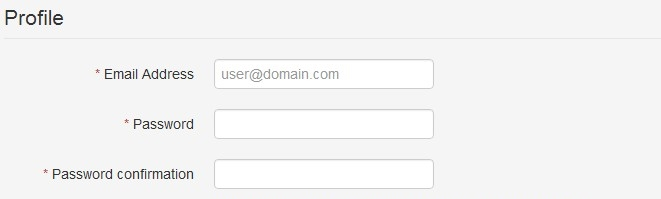 Profile
* Email Address user@domain.com
* Password
* Password confirmation